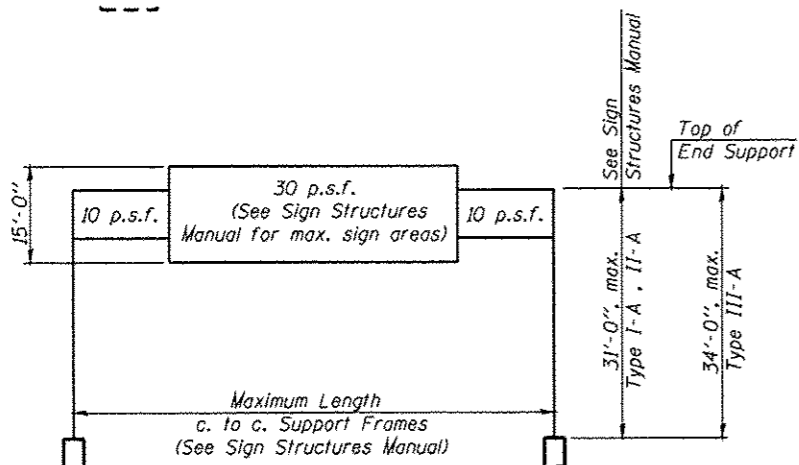 See Sign
Structures Manual
Top of
End Support
15'-0"
10 p.s.f.
30 p.s.f.
(See Sign Structures
Manual for max. sign areas)
10 p.s.f.
31'-0", max.
Type I-A , II-A
34'-0", max.
Type III-A
Maximum Length
c. to c. Support Frames
(See Sign Structures Manual)